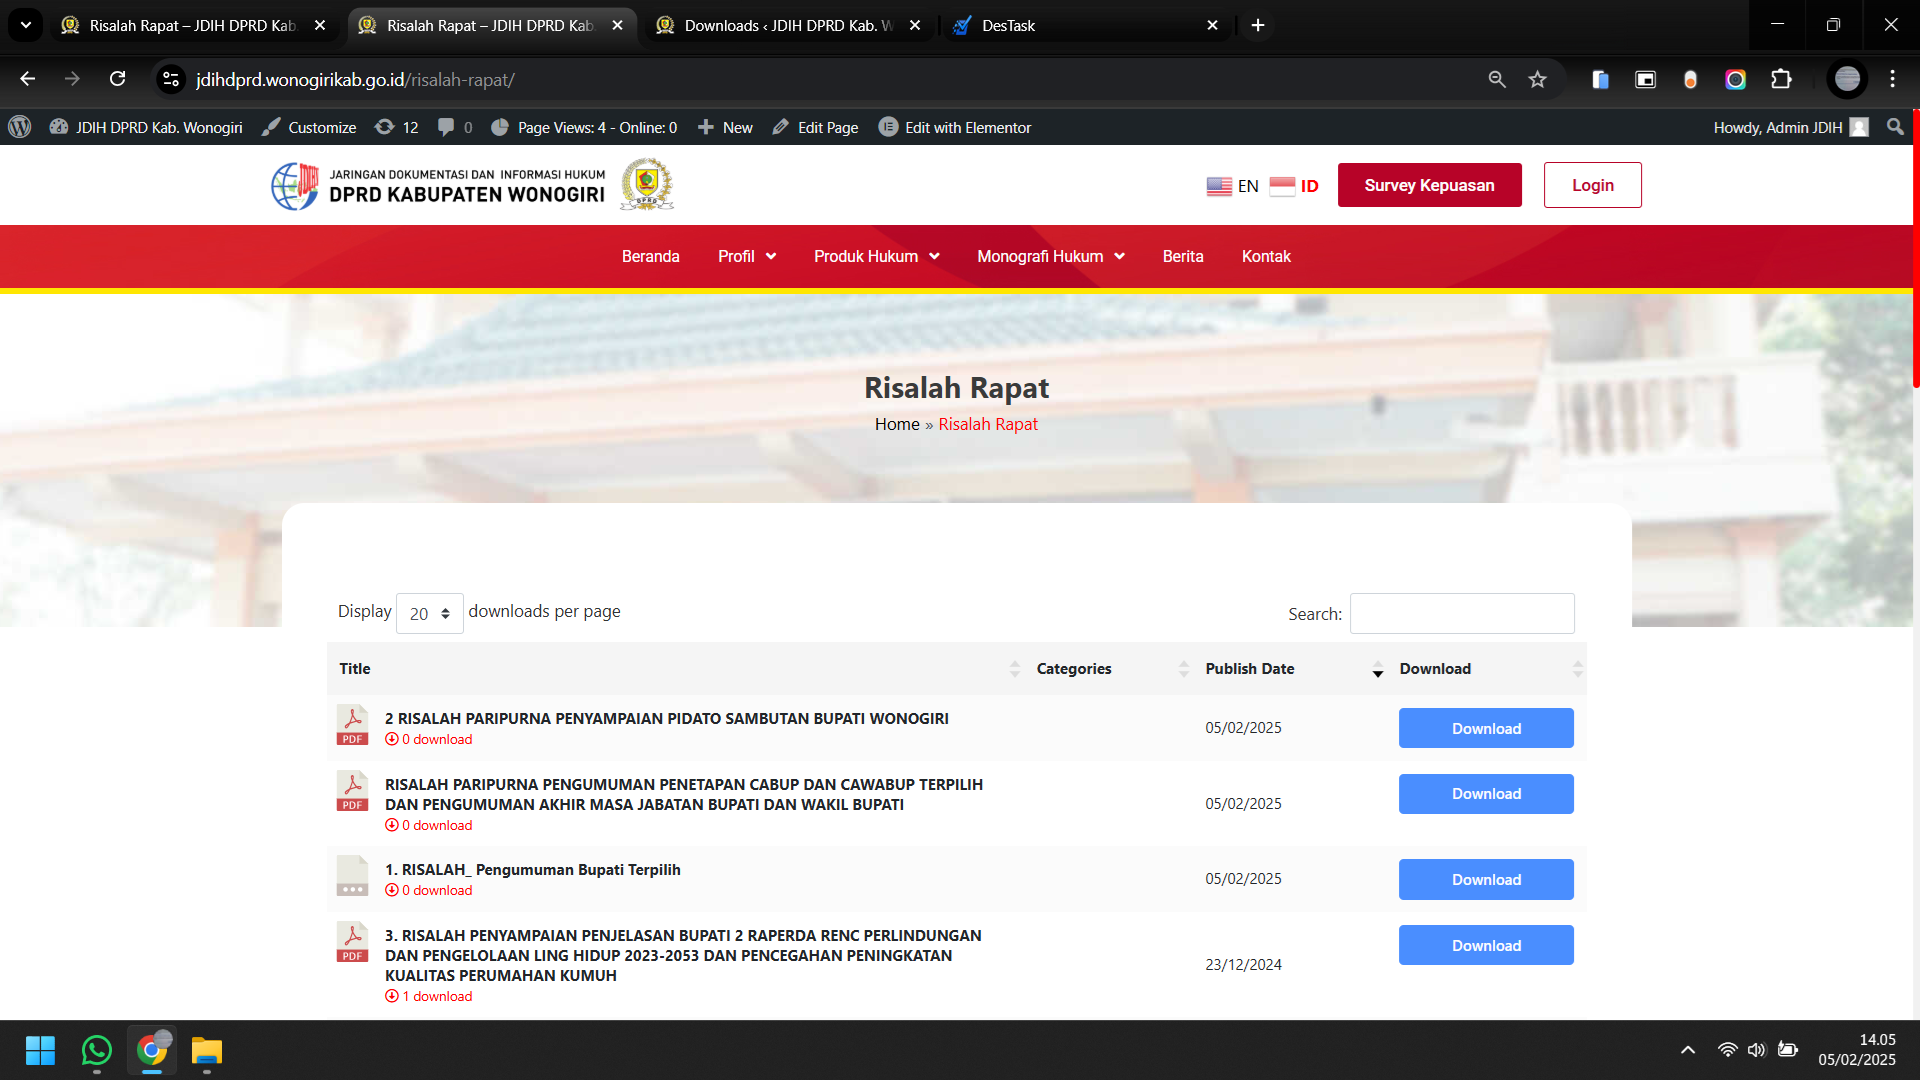 Risalah Rapat – JDIH DPRD Kab.
Risalah Rapat – JDIH DPRD Kab.
Downloads ‹ JDIH DPRD Kab. W
DesTask
jdihdprd.wonogirikab.go.id/risalah-rapat/
JDIH DPRD Kab. Wonogiri
Customize
12
0
Page Views: 4 - Online: 0
New
Edit Page
Edit with Elementor
Howdy, Admin JDIH
JARINGAN DOKUMENTASI DAN INFORMASI HUKUM
DPRD KABUPATEN WONOGIRI
JDIH
DPRD
EN
ID
Survey Kepuasan
Login
Beranda
Profil
Produk Hukum
Monografi Hukum
Berita
Kontak
Risalah Rapat
Home » Risalah Rapat
Display 20 downloads per page
Search:
Title
Categories
Publish Date
Download
PDF
2 RISALAH PARIPURNA PENYAMPAIAN PIDATO SAMBUTAN BUPATI WONOGIRI
0 download
05/02/2025
Download
PDF
RISALAH PARIPURNA PENGUMUMAN PENETAPAN CABUP DAN CAWABUP TERPILIH
DAN PENGUMUMAN AKHIR MASA JABATAN BUPATI DAN WAKIL BUPATI
0 download
05/02/2025
Download
1. RISALAH_ Pengumuman Bupati Terpilih
0 download
05/02/2025
Download
PDF
3. RISALAH PENYAMPAIAN PENJELASAN BUPATI 2 RAPERDA RENC PERLINDUNGAN
DAN PENGELOLAAN LING HIDUP 2023-2053 DAN PENCEGAHAN PENINGKATAN
KUALITAS PERUMAHAN KUMUH
1 download
23/12/2024
Download
14.05
05/02/2025